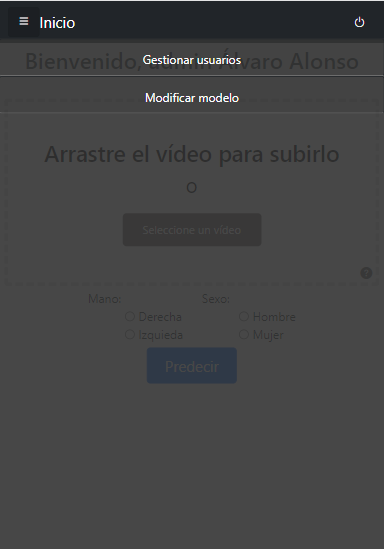 Inicio
Bienvenido, admin Álvaro Alonso
Gestionar usuarios
Modificar modelo
Arrastre el vídeo para subirlo
O
Seleccione un vídeo
Mano: Sexo:
Derecha Hombre
Izquieda Mujer
Predecir